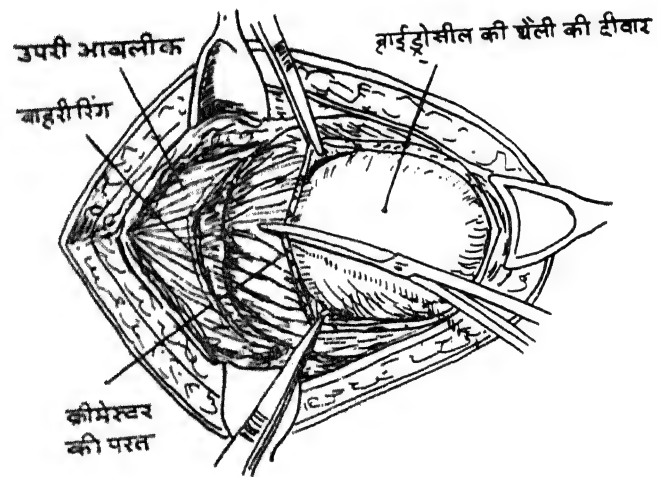 उपरी आबलीक
हाईड्रोसील की थैली की दीवार
बाहरी रिंग
क्रीमेस्टर
की परत